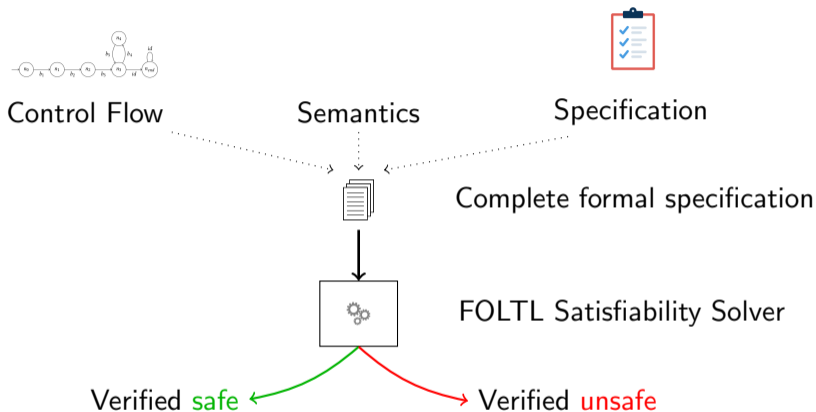 Control Flow
Semantics
Specification
Complete formal specification
FOLTL Satisfiability Solver
Verified safe
Verified unsafe